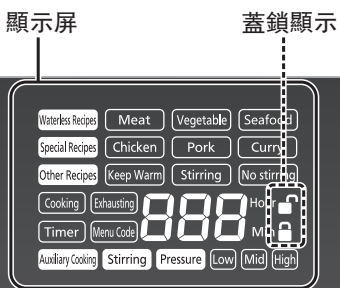 顯示屏 蓋鎖顯示
Waterless Recipes Meat Vegetable Seafood
Special Recipes Chicken Pork Curry
Other Recipes Keep Warm Stirring No stirring
Cooking Exhausting 888 Hour
Timer Menu Code Min
Auxiliary Cooking Stirring Pressure Low Mid High